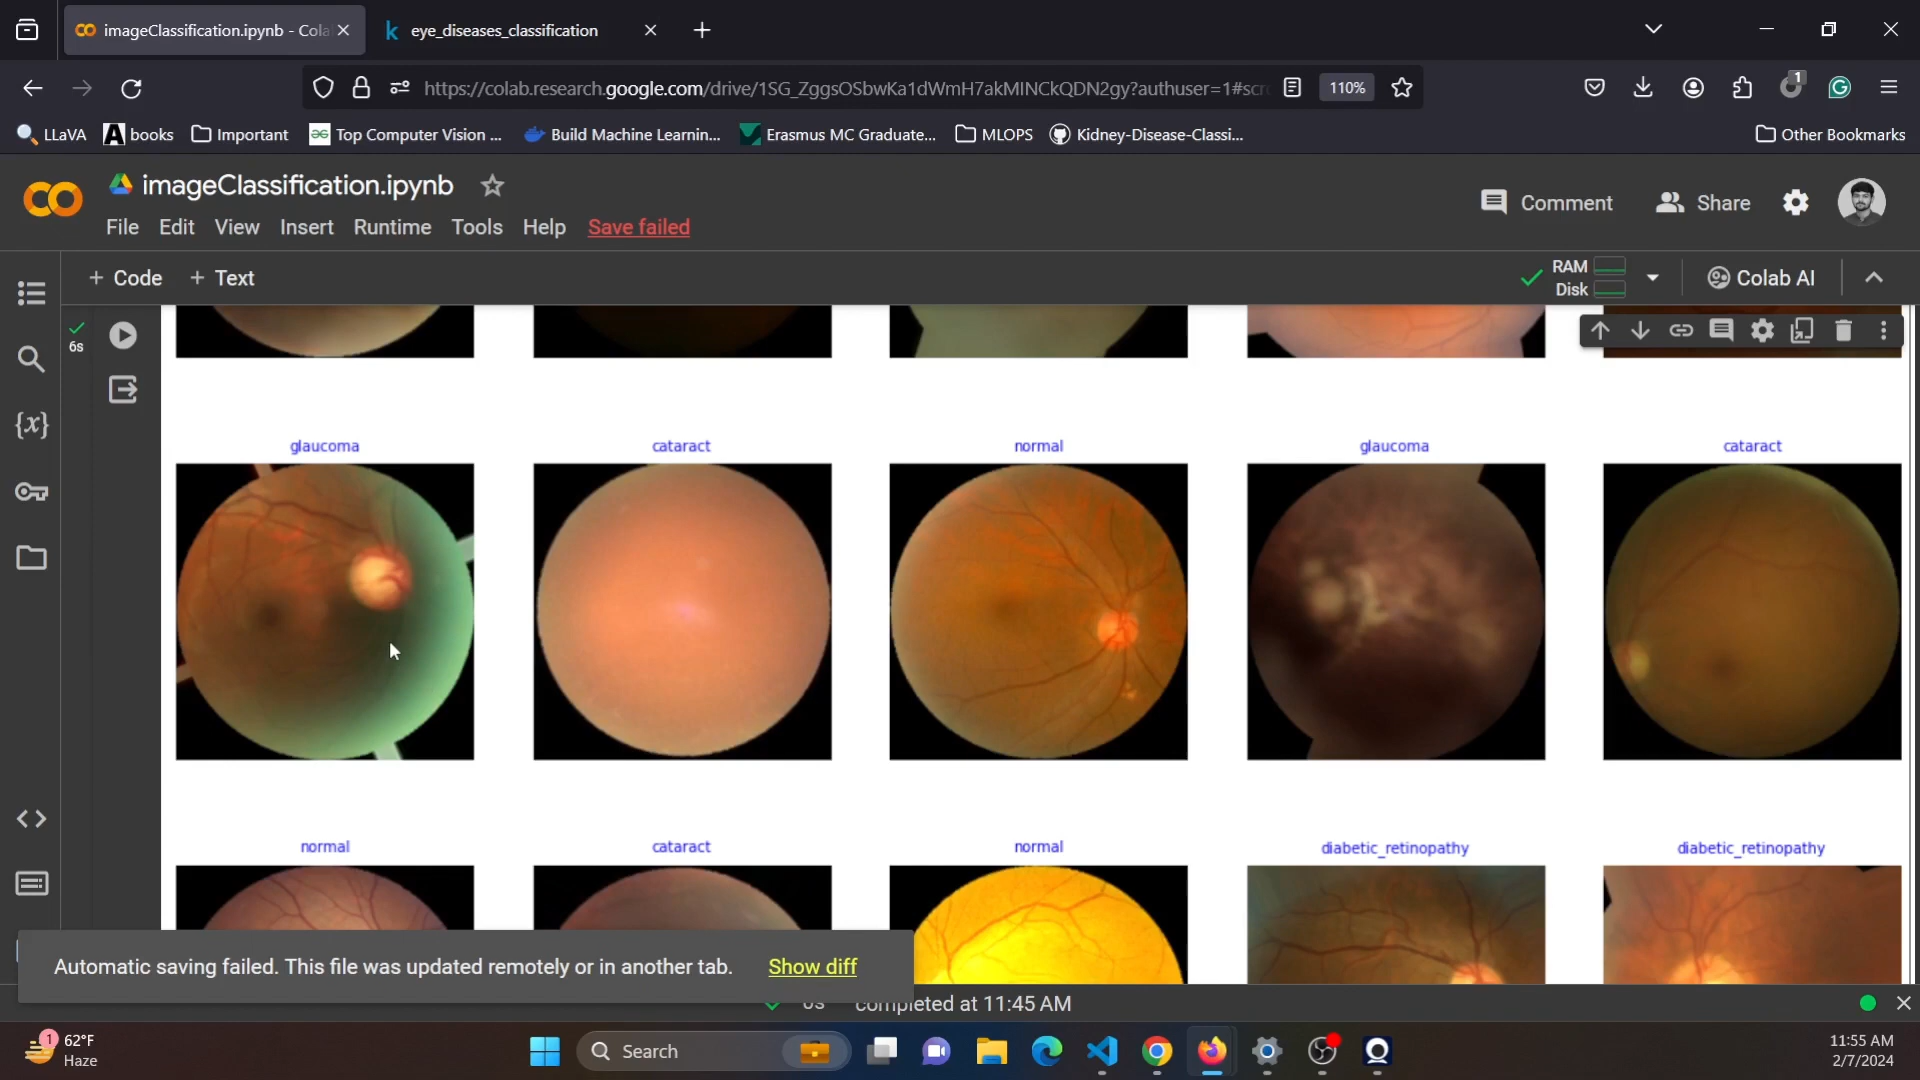 imageClassification.ipynb - Cola
eye_diseases_classification
https://colab.research.google.com/drive/1SG_ZggsOSbwKa1dWmH7akMINCkQDN2gy?authuser=1#scro
110%
1
LLaVA
books
Important
Top Computer Vision ...
Build Machine Learnin...
Erasmus MC Graduate...
MLOPS
Kidney-Disease-Classi...
Other Bookmarks
imageClassification.ipynb
Comment
Share
File Edit View Insert Runtime Tools Help Save failed
+ Code + Text
RAM
Disk
Colab AI
6s
glaucoma cataract normal glaucoma cataract
normal cataract normal diabetic_retinopathy diabetic_retinopathy
Automatic saving failed. This file was updated remotely or in another tab. Show diff
completed at 11:45 AM
1
62°F
Haze
Search
11:55 AM
2/7/2024